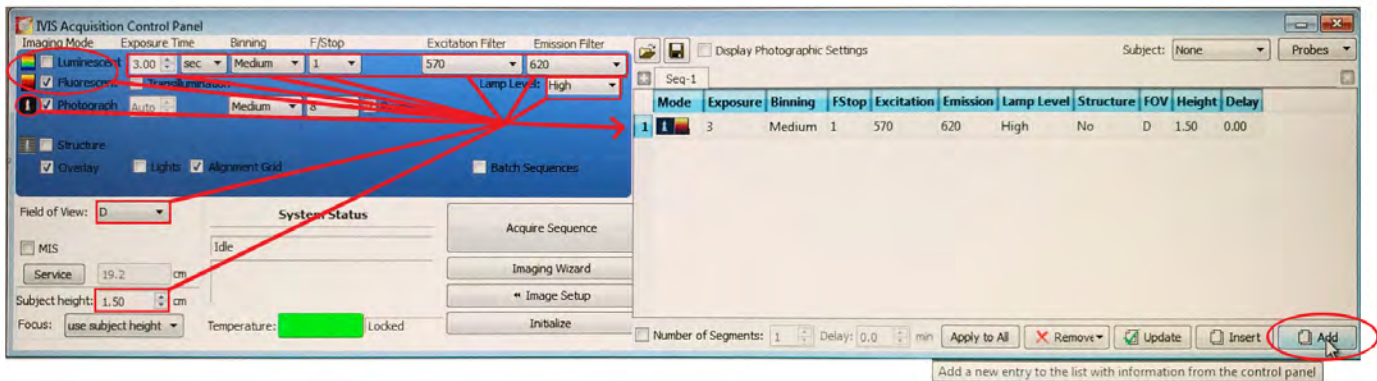 IVIS Acquisition Control Panel
Imaging Mode Exposure Time Binning F/Stop Excitation Filter Emission Filter
Luminescent 3.00 sec Medium 1 570 620
Fluorescent Transillumination Lamp Level: High
Photograph Auto Medium 8
Structure
Overlay Lights Alignment Grid Batch Sequences
Field of View: D
System Status
MIS
Idle
Service 19.2 cm
Subject height: 1.50 cm
Focus: use subject height Temperature: Locked
Acquire Sequence
Imaging Wizard
Image Setup
Initialize
Display Photographic Settings Subject: None Probes
Seq-1
Mode Exposure Binning FStop Excitation Emission Lamp Level Structure FOV Height Delay
1 3 Medium 1 570 620 High No D 1.50 0.00
Number of Segments: 1 Delay: 0.0 min Apply to All Remove Update Insert Add
Add a new entry to the list with information from the control panel